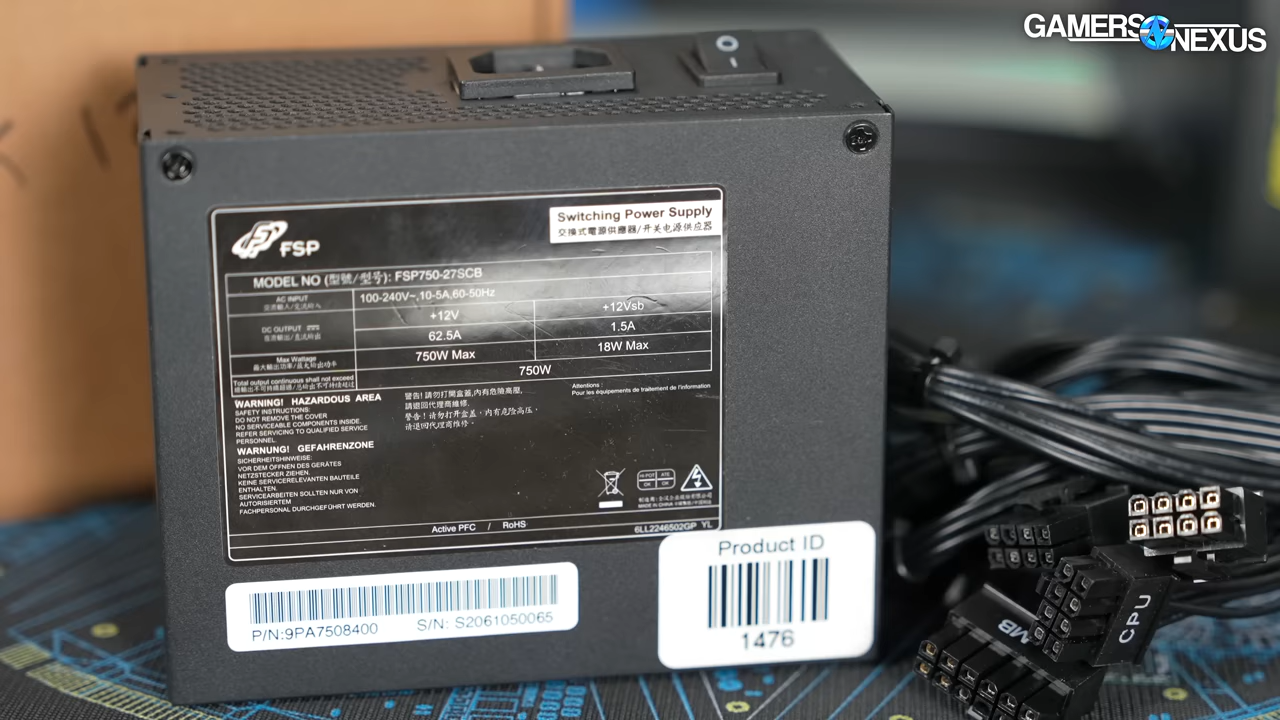 GAMERS NEXUS
FSP
Switching Power Supply
交換式電源供應器/开关电源供应器
MODEL NO (型號/型号): FSP750-27SCB
AC INPUT
100-240V~,10-5A,60-50Hz
DC OUTPUT
+12V
+12Vsb
62.5A
1.5A
Max Wattage
750W Max
18W Max
Total output continuous shall not exceed
750W
WARNING! HAZARDOUS AREA
SAFETY INSTRUCTIONS:
DO NOT REMOVE THE COVER
NO SERVICEABLE COMPONENTS INSIDE.
REFER SERVICING TO QUALIFIED SERVICE
PERSONNEL.
WARNUNG! GEFAHRENZONE
SICHERHEITSHINWEISE:
VOR DEM ÖFFNEN DES GERÄTES
NETZSTECKER ZIEHEN.
KEINE SERVICERELEVANTEN BAUTEILE
ENTHALTEN.
SERVICEARBEITEN SOLLTEN NUR VON
AUTORISIERTEM
FACHPERSONAL DURCHGEFÜHRT WERDEN.
警告! 請勿打開盒蓋,內有危險高壓,
請退回代理商維修.
警告! 请勿打开盒盖, 内有危险高压,
请退回代理商维修.
Attentions :
Pour les équipements de traitement de l'information
HI-POT
ATE
OK
OK
MADE IN CHINA
Active PFC / RoHS
6LL2246502GP YL
P/N:9PA7508400
S/N: S2061050065
Product ID
1476
CPU
MB